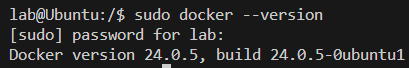 lab@Ubuntu:/$ sudo docker --version
[sudo] password for lab:
Docker version 24.0.5, build 24.0.5-0ubuntu1